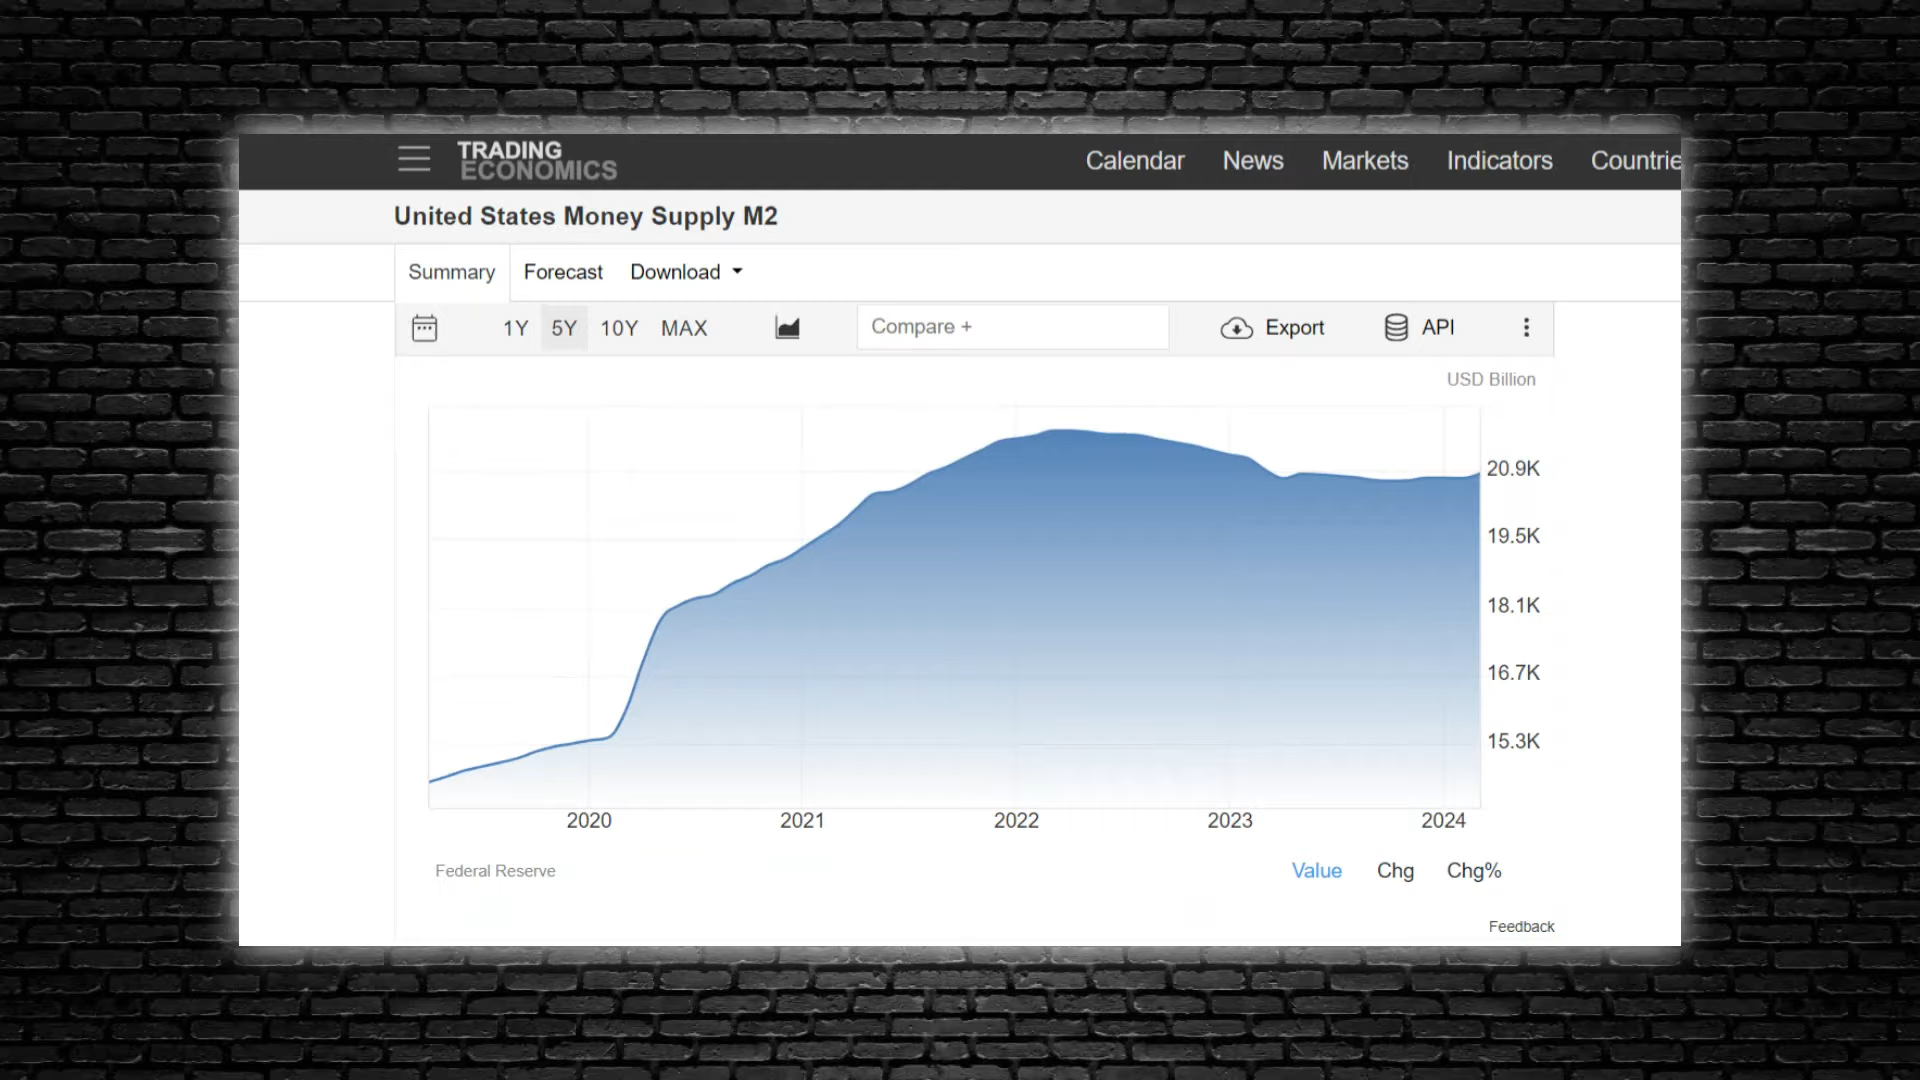 TRADING
ECONOMICS
Calendar News Markets Indicators Countrie
United States Money Supply M2
Summary Forecast Download
1Y 5Y 10Y MAX Compare + Export API
USD Billion
20.9K
19.5K
18.1K
16.7K
15.3K
2020 2021 2022 2023 2024
Federal Reserve Value Chg Chg%
Feedback